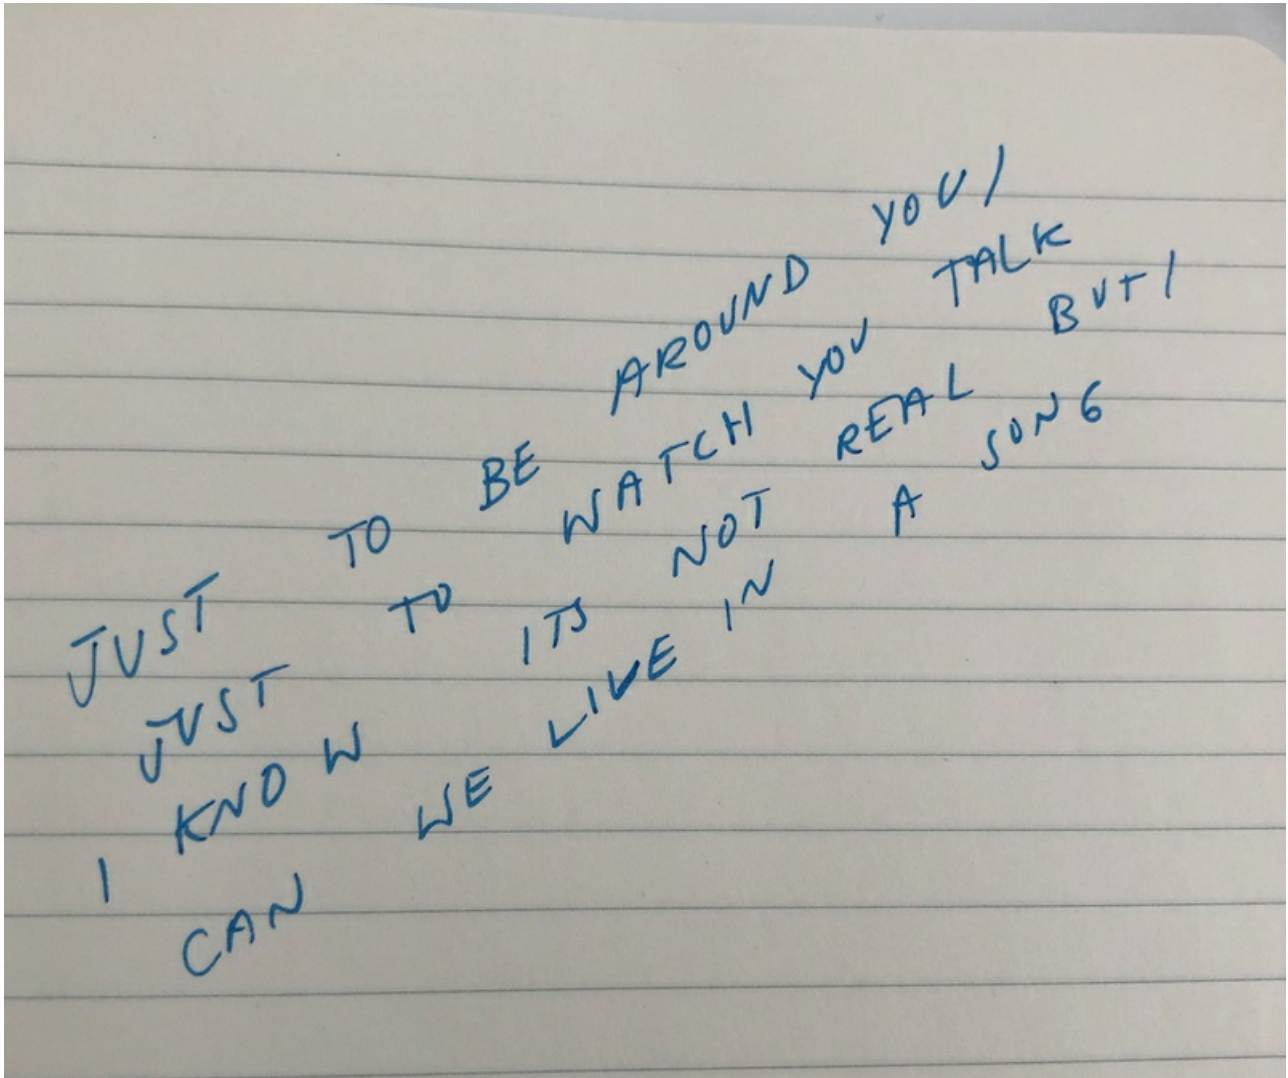 JUST TO BE AROUND YOU /
JUST TO WATCH YOU TALK
I KNOW ITS NOT REAL BUT /
CAN WE LIVE IN A SONG